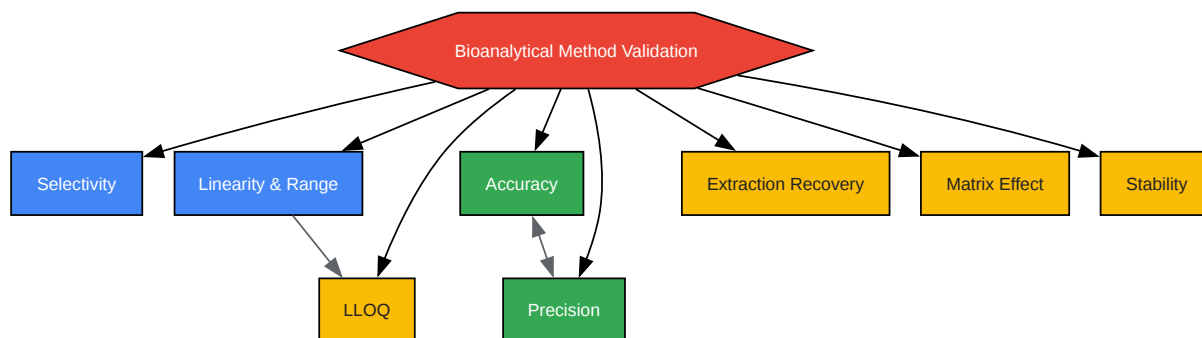 Bioanalytical Method Validation
Selectivity
Linearity & Range
Accuracy
Extraction Recovery
Matrix Effect
Stability
LLOQ
Precision